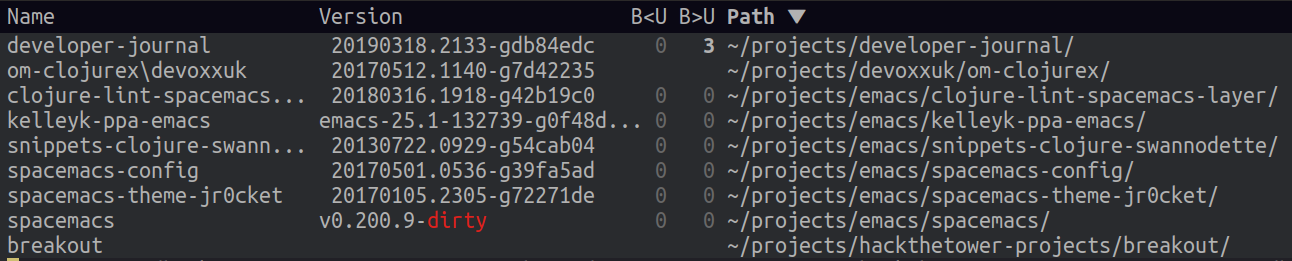 Name Version B<U B>U Path ▼
developer-journal 20190318.2133-gdb84edc 0 3 ~/projects/developer-journal/
om-clojurex\devoxxuk 20170512.1140-g7d42235 ~/projects/devoxxuk/om-clojurex/
clojure-lint-spacemacs... 20180316.1918-g42b19c0 0 0 ~/projects/emacs/clojure-lint-spacemacs-layer/
kelleyk-ppa-emacs emacs-25.1-132739-g0f48d... 0 0 ~/projects/emacs/kelleyk-ppa-emacs/
snippets-clojure-swann... 20130722.0929-g54cab04 0 0 ~/projects/emacs/snippets-clojure-swannodette/
spacemacs-config 20170501.0536-g39fa5ad 0 0 ~/projects/emacs/spacemacs-config/
spacemacs-theme-jr0cket 20170105.2305-g72271de 0 0 ~/projects/emacs/spacemacs-theme-jr0cket/
spacemacs v0.200.9-dirty 0 0 ~/projects/emacs/spacemacs/
breakout ~/projects/hackthetower-projects/breakout/